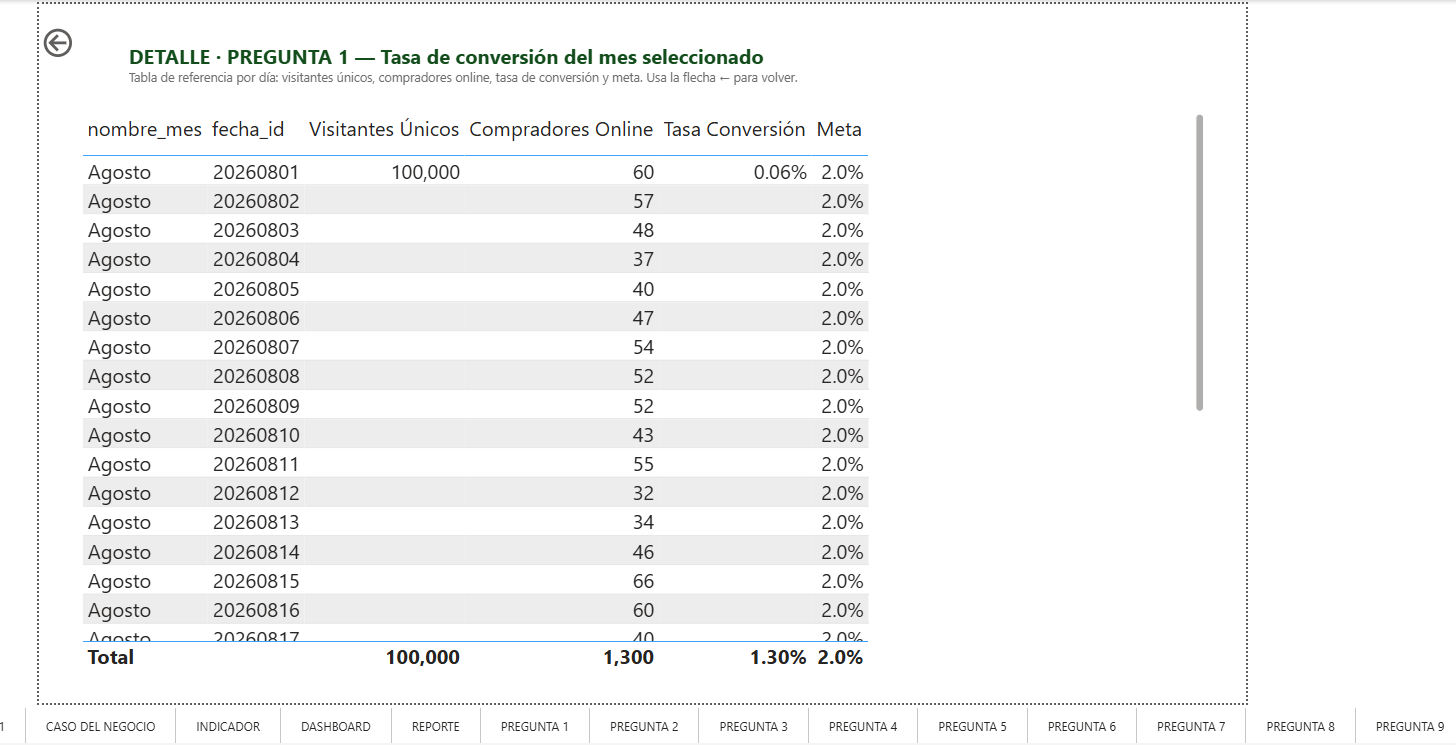 DETALLE · PREGUNTA 1 — Tasa de conversión del mes seleccionado
Tabla de referencia por día: visitantes únicos, compradores online, tasa de conversión y meta. Usa la flecha ← para volver.
nombre_mes fecha_id Visitantes Únicos Compradores Online Tasa Conversión Meta
Agosto 20260801 100,000 60 0.06% 2.0%
Agosto 20260802 57 2.0%
Agosto 20260803 48 2.0%
Agosto 20260804 37 2.0%
Agosto 20260805 40 2.0%
Agosto 20260806 47 2.0%
Agosto 20260807 54 2.0%
Agosto 20260808 52 2.0%
Agosto 20260809 52 2.0%
Agosto 20260810 43 2.0%
Agosto 20260811 55 2.0%
Agosto 20260812 32 2.0%
Agosto 20260813 34 2.0%
Agosto 20260814 46 2.0%
Agosto 20260815 66 2.0%
Agosto 20260816 60 2.0%
Agosto 20260817 40 2.0%
Total 100,000 1,300 1.30% 2.0%
1 CASO DEL NEGOCIO INDICADOR DASHBOARD REPORTE PREGUNTA 1 PREGUNTA 2 PREGUNTA 3 PREGUNTA 4 PREGUNTA 5 PREGUNTA 6 PREGUNTA 7 PREGUNTA 8 PREGUNTA 9